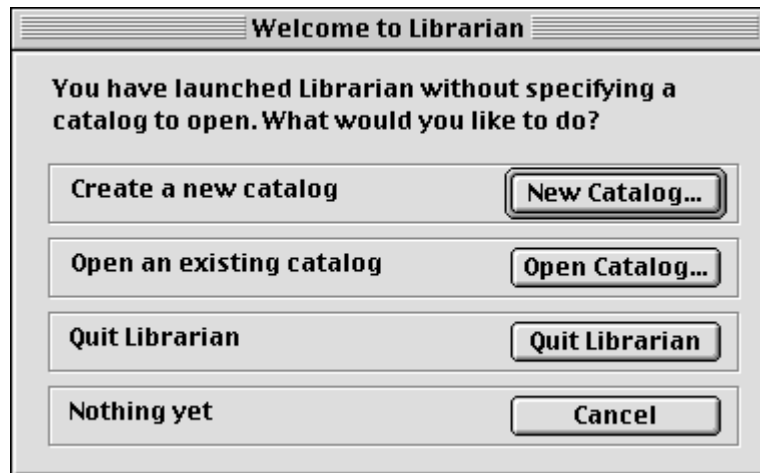 Welcome to Librarian
You have launched Librarian without specifying a
catalog to open. What would you like to do?
Create a new catalog
New Catalog...
Open an existing catalog
Open Catalog...
Quit Librarian
Quit Librarian
Nothing yet
Cancel